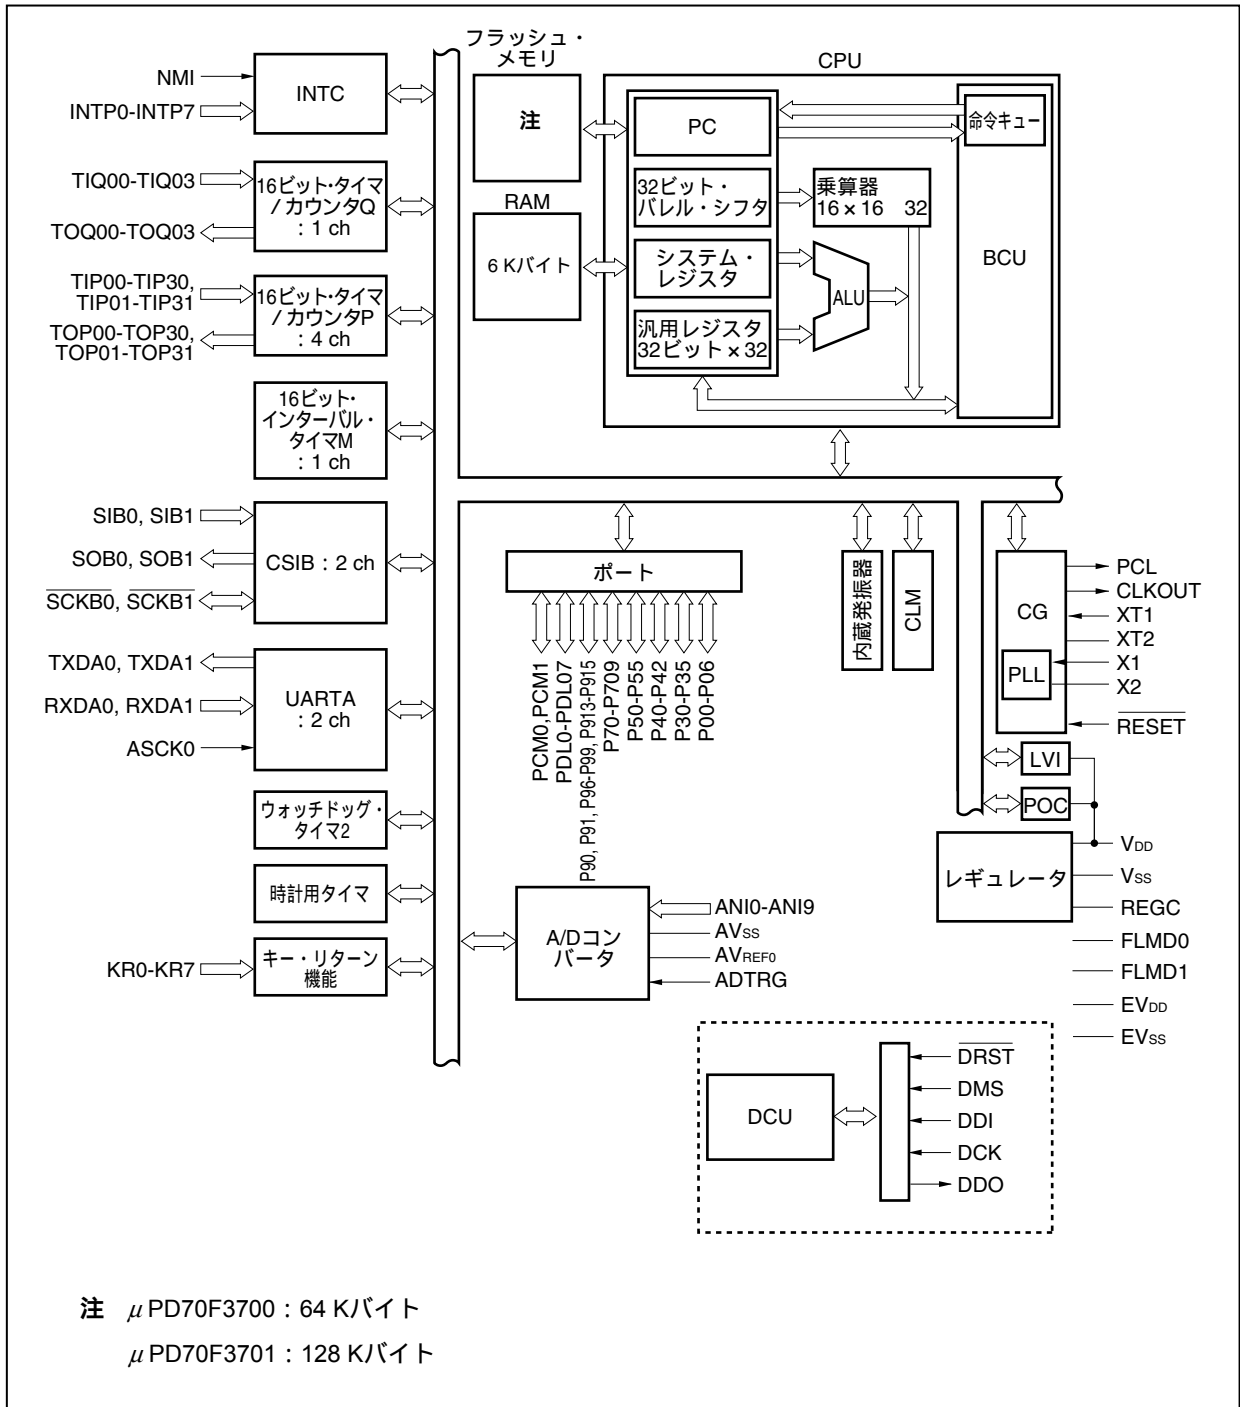 フラッシュ・
メモリ
CPU
NMI
INTP0-INTP7
INTC
注
PC
命令キュー
TIQ00-TIQ03
TOQ00-TOQ03
16ビット・タイマ
/ カウンタQ
: 1 ch
RAM
6 Kバイト
32ビット・
バレル・シフタ
乗算器
16 × 16 32
システム・
レジスタ
ALU
BCU
汎用レジスタ
32ビット × 32
TIP00-TIP30,
TIP01-TIP31
TOP00-TOP30,
TOP01-TOP31
16ビット・タイマ
/ カウンタP
: 4 ch
16ビット・
インターバル・
タイマM
: 1 ch
SIB0, SIB1
SOB0, SOB1
SCKB0, SCKB1
CSIB : 2 ch
TXDA0, TXDA1
RXDA0, RXDA1
ASCK0
UARTA
: 2 ch
ウォッチドッグ・
タイマ2
時計用タイマ
KR0-KR7
キー・リターン
機能
ポート
PCM0,PCM1
PDL0-PDL07
P90, P91, P96-P99, P913-P915
P70-P709
P50-P55
P40-P42
P30-P35
P00-P06
内蔵発振器
CLM
CG
PLL
PCL
CLKOUT
XT1
XT2
X1
X2
RESET
LVI
POC
レギュレータ
VDD
VSS
REGC
FLMD0
FLMD1
EVDD
EVSS
A/Dコン
バータ
ANI0-ANI9
AVSS
AVREF0
ADTRG
DCU
DRST
DMS
DDI
DCK
DDO
注 μ PD70F3700 : 64 Kバイト
μ PD70F3701 : 128 Kバイト